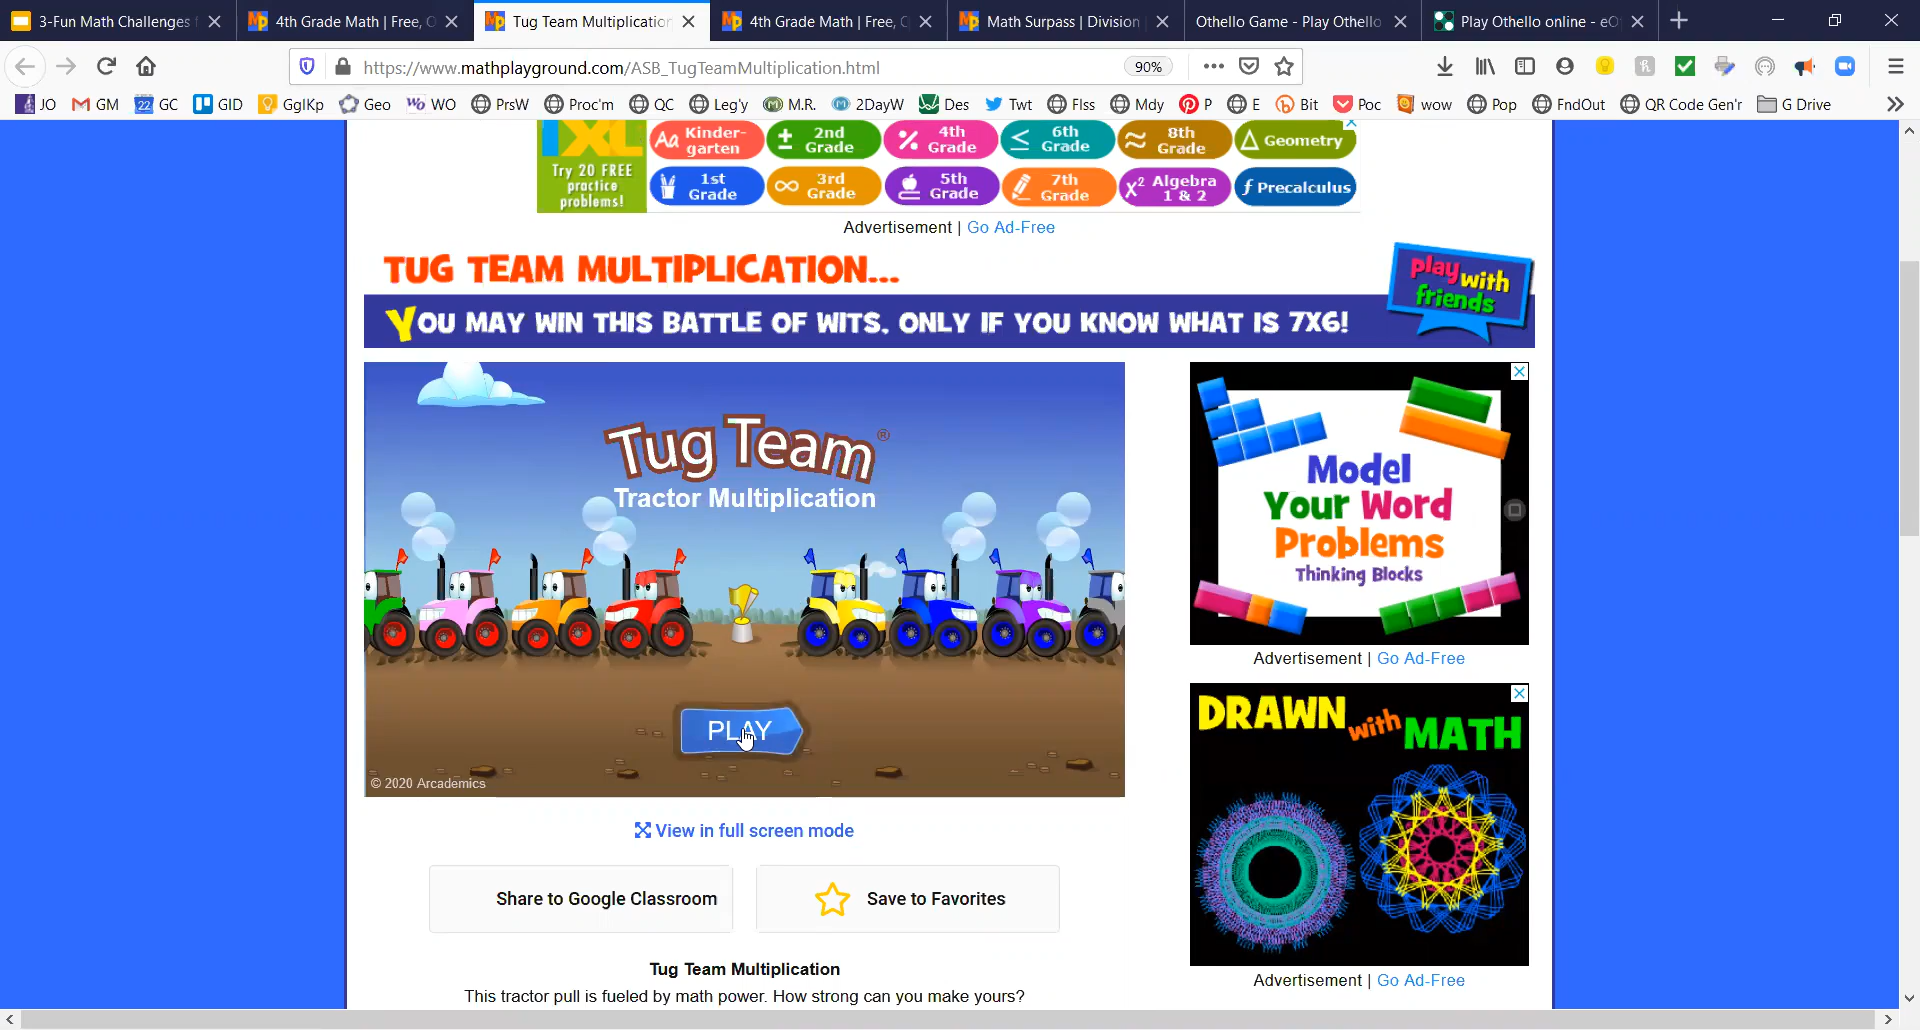 3-Fun Math Challenges
4th Grade Math | Free, O
Tug Team Multiplication
4th Grade Math | Free, O
Math Surpass | Division
Othello Game - Play Othello
Play Othello online - eO
https://www.mathplayground.com/ASB_TugTeamMultiplication.html
90%
JO
GM
22 GC
GID
GglKp
Geo
WO
PrsW
Proc'm
QC
Leg'y
M.R.
2DayW
Des
Twt
Flss
Mdy
P
E
Bit
Poc
wow
Pop
FndOut
QR Code Gen'r
G Drive
IXL
Try 20 FREE
practice
problems!
Aa Kinder-
garten
± 2nd
Grade
% 4th
Grade
≤ 6th
Grade
≈ 8th
Grade
Δ Geometry
1st
Grade
∞ 3rd
Grade
5th
Grade
7th
Grade
x² Algebra
1 & 2
f Precalculus
Advertisement | Go Ad-Free
TUG TEAM MULTIPLICATION...
YOU MAY WIN THIS BATTLE OF WITS. ONLY IF YOU KNOW WHAT IS 7X6!
play with
friends
Tug Team®
Tractor Multiplication
PLAY
© 2020 Arcademics
Model
Your Word
Problems
Thinking Blocks
Advertisement | Go Ad-Free
DRAWN with MATH
Advertisement | Go Ad-Free
View in full screen mode
Share to Google Classroom
Save to Favorites
Tug Team Multiplication
This tractor pull is fueled by math power. How strong can you make yours?